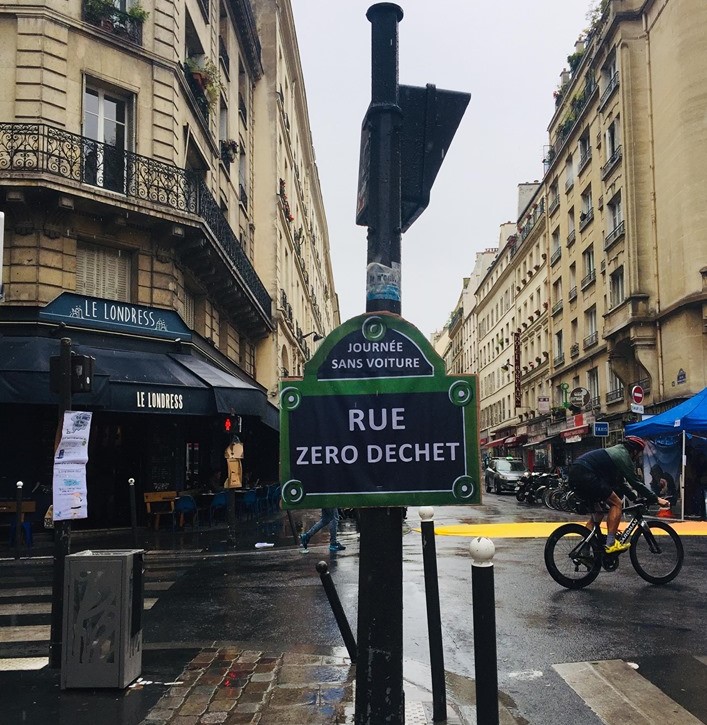 LE LONDRESS
LE LONDRESS
JOURNÉE
SANS VOITURE
RUE
ZERO DECHET